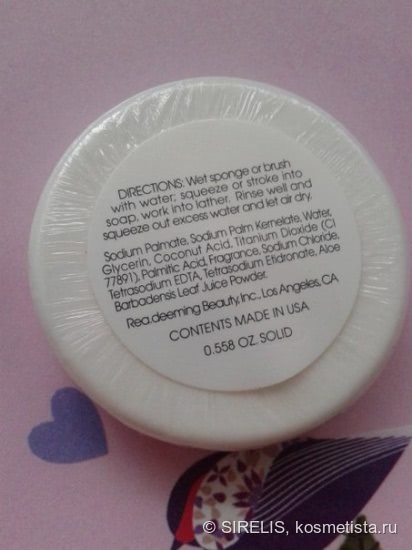 DIRECTIONS: Wet sponge or brush
with water; squeeze or stroke into
soap, work into lather. Rinse well and
squeeze out excess water and let air dry.
Sodium Palmate, Sodium Palm Kernelate, Water,
Glycerin, Coconut Acid, Titanium Dioxide (CI
77891), Palmitic Acid, Fragrance, Sodium Chloride,
Tetrasodium EDTA, Tetrasodium Etidronate, Aloe
Barbadensis Leaf Juice Powder.
Rea.deeming Beauty, Inc., Los Angeles, CA
CONTENTS MADE IN USA
0.558 OZ. SOLID
© SIRELIS, kosmetista.ru